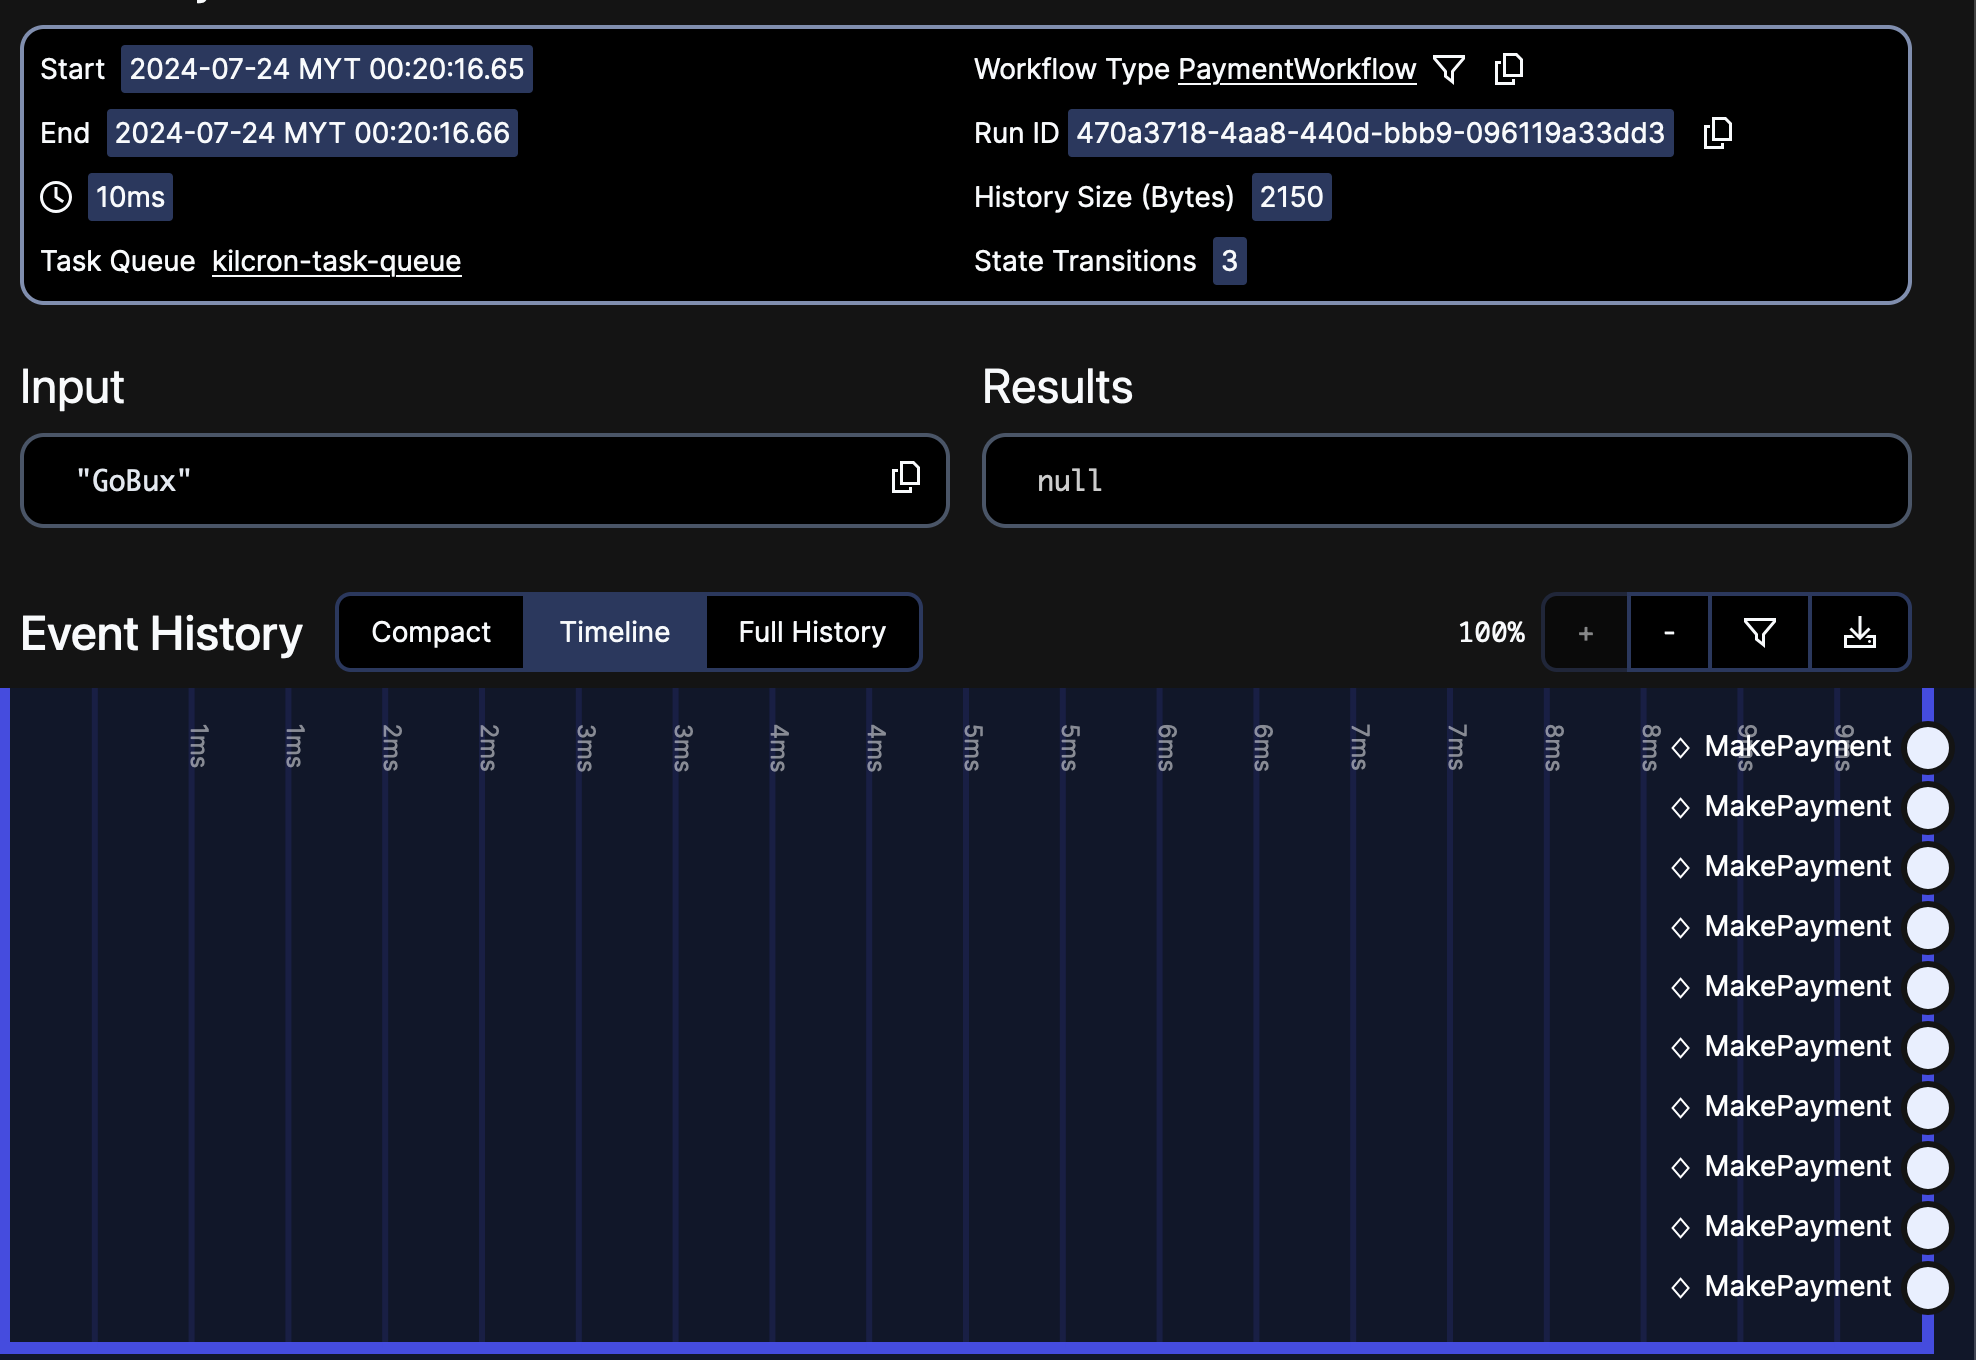 Start 2024-07-24 MYT 00:20:16.65
Workflow Type PaymentWorkflow
End 2024-07-24 MYT 00:20:16.66
Run ID 470a3718-4aa8-440d-bbb9-096119a33dd3
10ms
History Size (Bytes) 2150
Task Queue kilcron-task-queue
State Transitions 3
Input
Results
"GoBux"
null
Event History
Compact Timeline Full History
100% + -
1ms 1ms 2ms 2ms 3ms 3ms 4ms 4ms 5ms 5ms 6ms 6ms 7ms 7ms 8ms 8ms 9ms 9ms
MakePayment
MakePayment
MakePayment
MakePayment
MakePayment
MakePayment
MakePayment
MakePayment
MakePayment
MakePayment